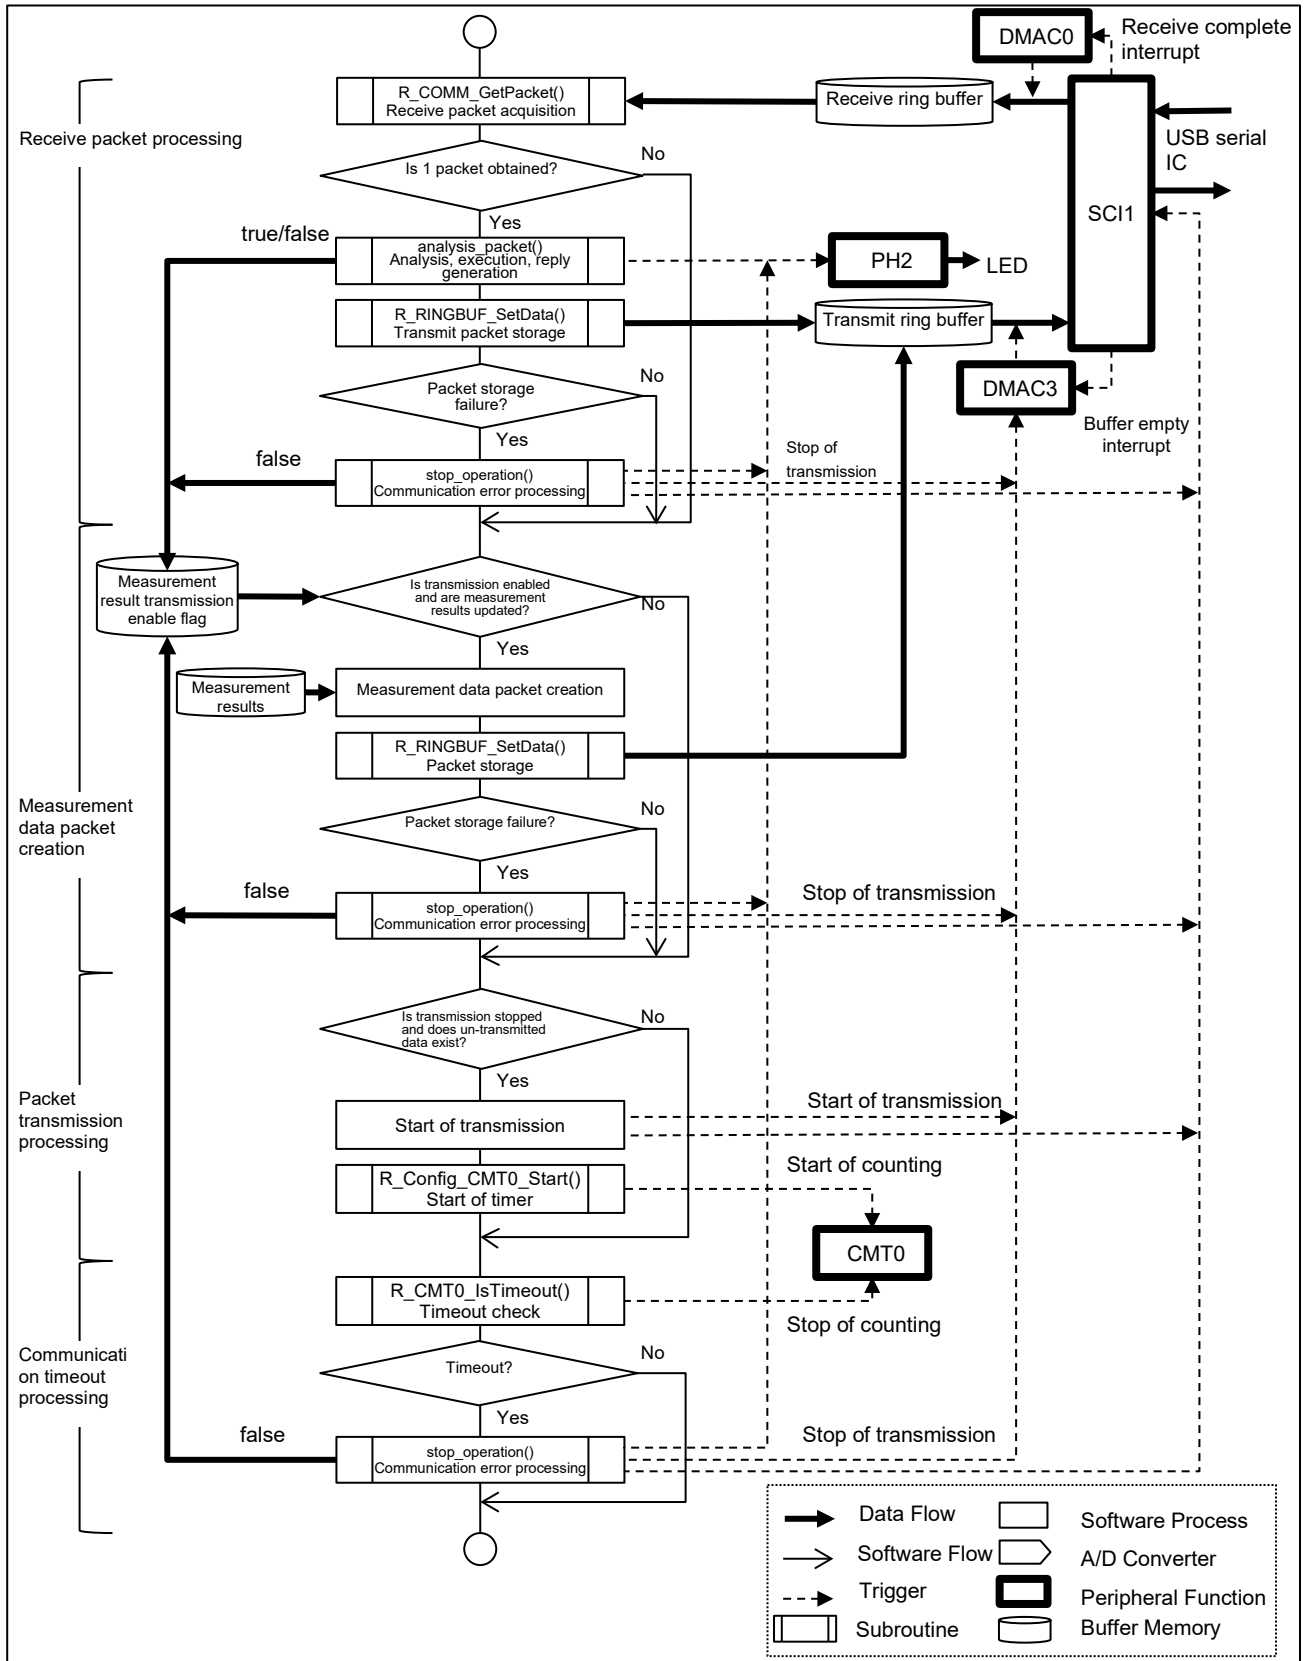 DMAC0
Receive complete
interrupt
R_COMM_GetPacket()
Receive packet acquisition
Receive ring buffer
Receive packet processing
USB serial
IC
Is 1 packet obtained?
No
SCI1
Yes
true/false
analysis_packet()
Analysis, execution, reply
generation
PH2
LED
R_RINGBUF_SetData()
Transmit packet storage
Transmit ring buffer
Packet storage
failure?
No
DMAC3
Buffer empty
interrupt
Yes
Stop of
transmission
false
stop_operation()
Communication error processing
Measurement
result transmission
enable flag
Is transmission enabled
and are measurement
results updated?
No
Yes
Measurement
results
Measurement data packet creation
R_RINGBUF_SetData()
Packet storage
Measurement
data packet
creation
Packet storage failure?
No
Yes
false
stop_operation()
Communication error processing
Stop of transmission
Is transmission stopped
and does un-transmitted
data exist?
No
Yes
Packet
transmission
processing
Start of transmission
Start of transmission
Start of counting
R_Config_CMT0_Start()
Start of timer
CMT0
R_CMT0_IsTimeout()
Timeout check
Stop of counting
Communicati
on timeout
processing
Timeout?
No
Yes
false
stop_operation()
Communication error processing
Stop of transmission
Data Flow
Software Process
Software Flow
A/D Converter
Trigger
Peripheral Function
Subroutine
Buffer Memory